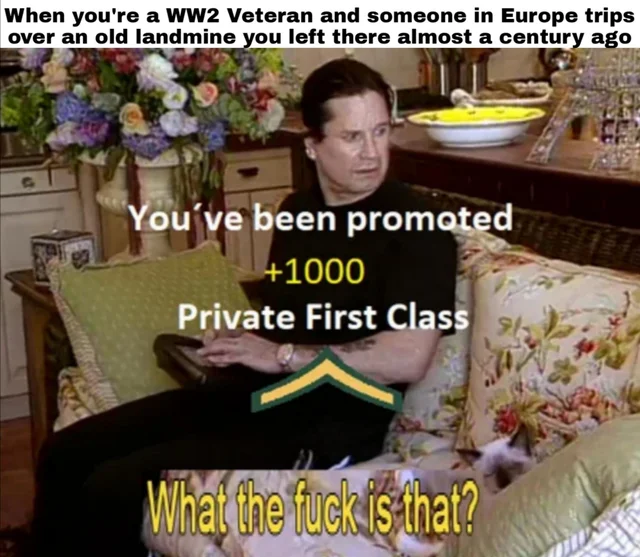 When you're a WW2 Veteran and someone in Europe trips
over an old landmine you left there almost a century ago
You´ve been promoted
+1000
Private First Class
What the fuck is that?